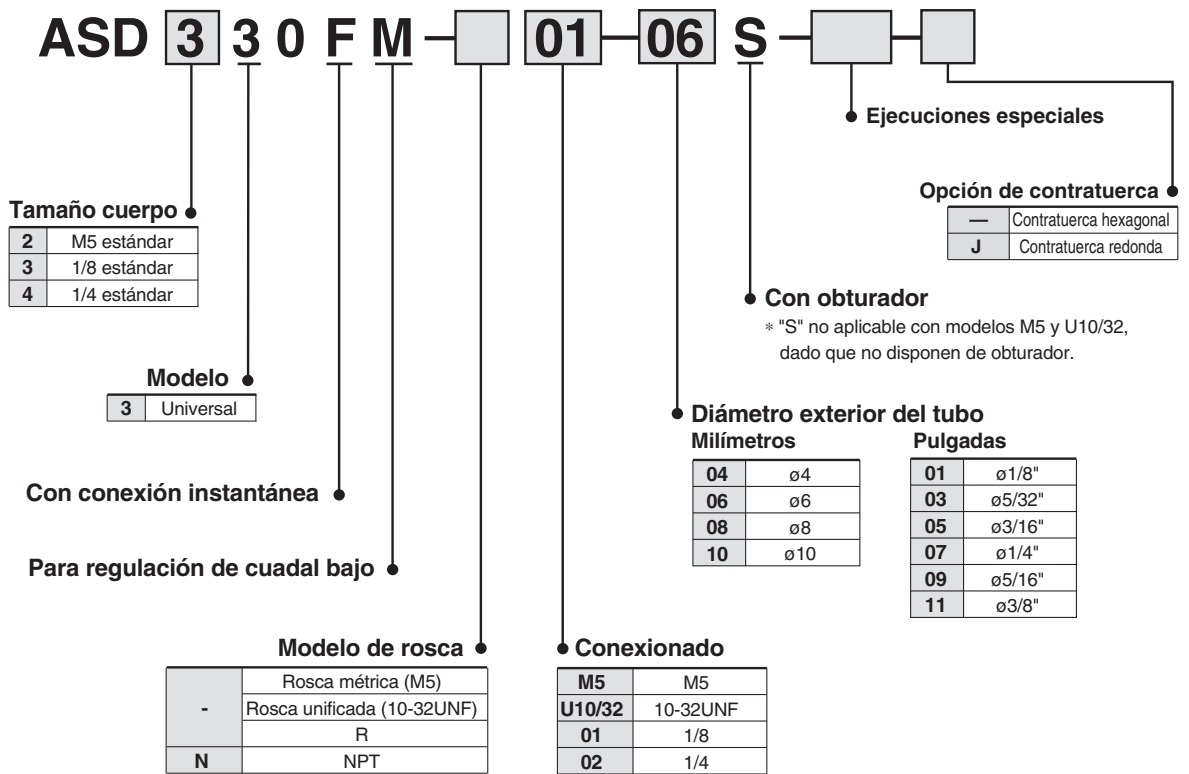 ASD 3 3 0 F M — 01 — 06 S — —
Ejecuciones especiales
Opción de contratuerca
— Contratuerca hexagonal
J Contratuerca redonda
Tamaño cuerpo
2 M5 estándar
3 1/8 estándar
4 1/4 estándar
Con obturador
* "S" no aplicable con modelos M5 y U10/32,
dado que no disponen de obturador.
Modelo
3 Universal
Diámetro exterior del tubo
Milímetros
04 ø4
06 ø6
08 ø8
10 ø10
Pulgadas
01 ø1/8"
03 ø5/32"
05 ø3/16"
07 ø1/4"
09 ø5/16"
11 ø3/8"
Con conexión instantánea
Para regulación de cuadal bajo
Modelo de rosca
- Rosca métrica (M5)
Rosca unificada (10-32UNF)
R
N NPT
Conexionado
M5 M5
U10/32 10-32UNF
01 1/8
02 1/4